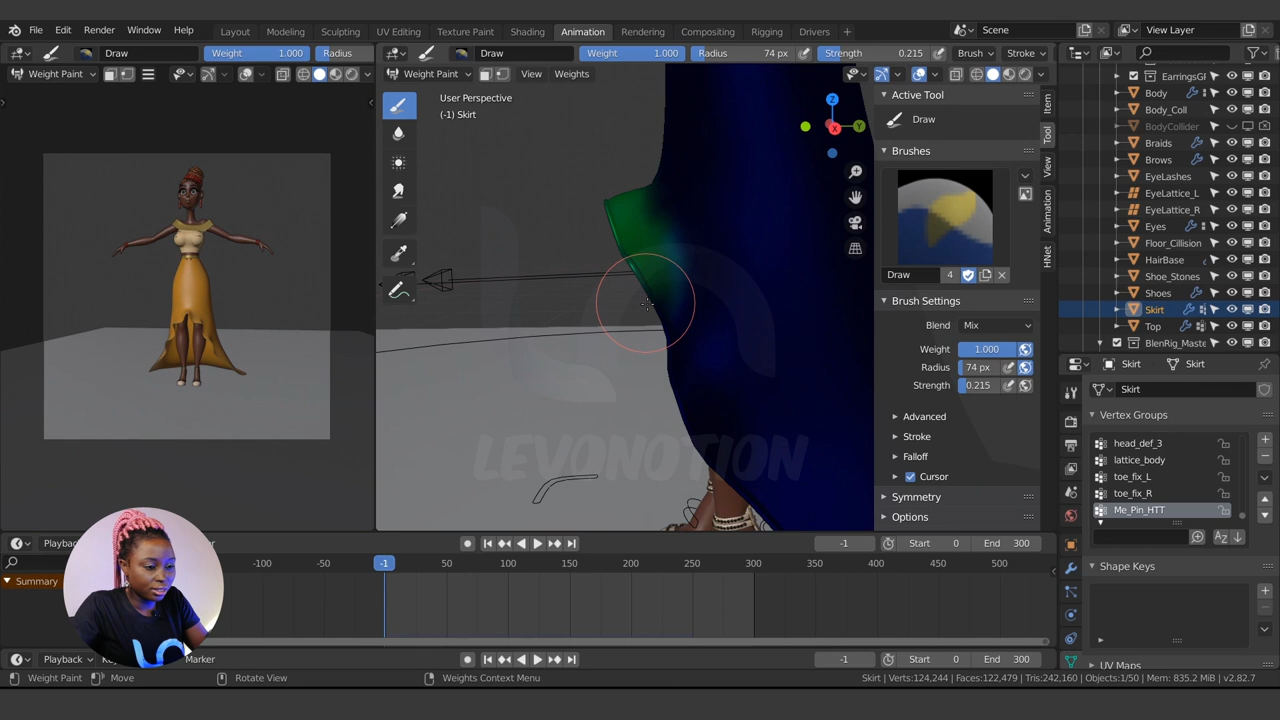 File Edit Render Window Help Layout Modeling Sculpting UV Editing Texture Paint Shading Animation Rendering Compositing Rigging Drivers + Scene View Layer
Draw Weight 1.000 Radius Draw Weight 1.000 Radius 74 px Strength 0.215 Brush Stroke
Weight Paint Weight Paint View Weights
User Perspective
(-1) Skirt
Z
Y
X
Active Tool
Draw
Brushes
Draw 4
Brush Settings
Blend Mix
Weight 1.000
Radius 74 px
Strength 0.215
Advanced
Stroke
Falloff
Cursor
Symmetry
Options
Item
Tool
View
Animation
HNet
EarringsGF
Body
Body_Coll
BodyCollider
Braids
Brows
EyeLashes
EyeLattice_L
EyeLattice_R
Eyes
Floor_Cillision
HairBase
Shoe_Stones
Shoes
Skirt
Top
BlenRig_Maste
Skirt Skirt
Skirt
Vertex Groups
head_def_3
lattice_body
toe_fix_L
toe_fix_R
Me_Pin_HTT
Shape Keys
UV Maps
LEVONOTION
Playback -1 Start 0 End 300
-100 -50 -1 50 100 150 200 250 300 350 400 450 500
Summary
Playback Marker -1 Start 0 End 300
Weight Paint Move Rotate View Weights Context Menu Skirt | Verts:124,244 | Faces:122,479 | Tris:242,160 | Objects:1/50 | Mem: 835.2 MiB | v2.82.7